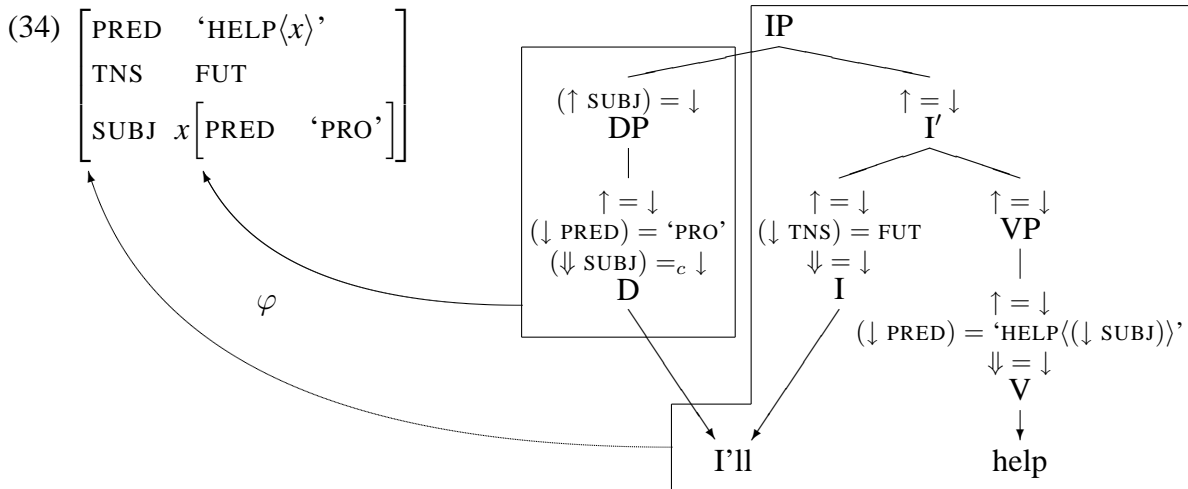 (34)
PRED ‘HELP⟨x⟩’
TNS FUT
SUBJ x [PRED ‘PRO’]
φ
IP
(↑ SUBJ) = ↓
DP
↑ = ↓
I′
↑ = ↓
(↓ PRED) = ‘PRO’
(⇓ SUBJ) =c ↓
D
↑ = ↓
(↓ TNS) = FUT
⇓ = ↓
I
↑ = ↓
VP
↑ = ↓
(↓ PRED) = ‘HELP⟨(↓ SUBJ)⟩’
⇓ = ↓
V
I'll
help